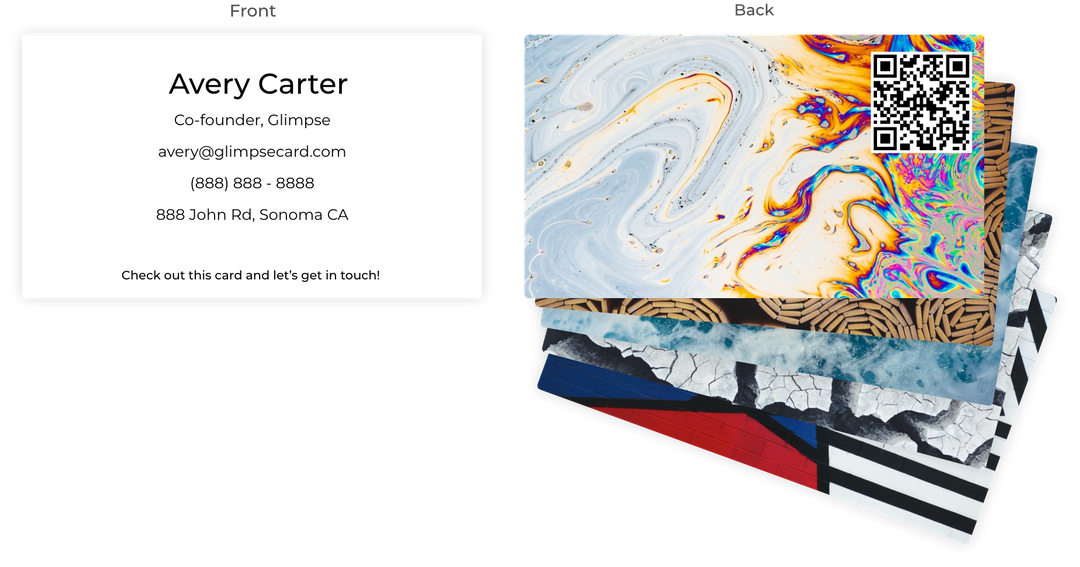 Front
Back
Avery Carter
Co-founder, Glimpse
avery@glimpsecard.com
(888) 888 - 8888
888 John Rd, Sonoma CA
Check out this card and let’s get in touch!